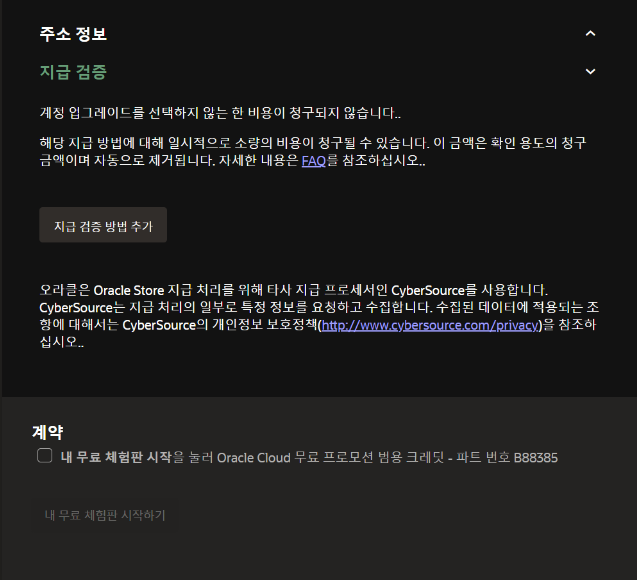 주소 정보
지급 검증
계정 업그레이드를 선택하지 않는 한 비용이 청구되지 않습니다..
해당 지급 방법에 대해 일시적으로 소량의 비용이 청구될 수 있습니다. 이 금액은 확인 용도의 청구
금액이며 자동으로 제거됩니다. 자세한 내용은 FAQ를 참조하십시오..
지급 검증 방법 추가
오라클은 Oracle Store 지급 처리를 위해 타사 지급 프로세서인 CyberSource를 사용합니다.
CyberSource는 지급 처리의 일부로 특정 정보를 요청하고 수집합니다. 수집된 데이터에 적용되는 조
항에 대해서는 CyberSource의 개인정보 보호정책(http://www.cybersource.com/privacy)을 참조하
십시오..
계약
내 무료 체험판 시작을 눌러 Oracle Cloud 무료 프로모션 범용 크레딧 - 파트 번호 B88385
내 무료 체험판 시작하기